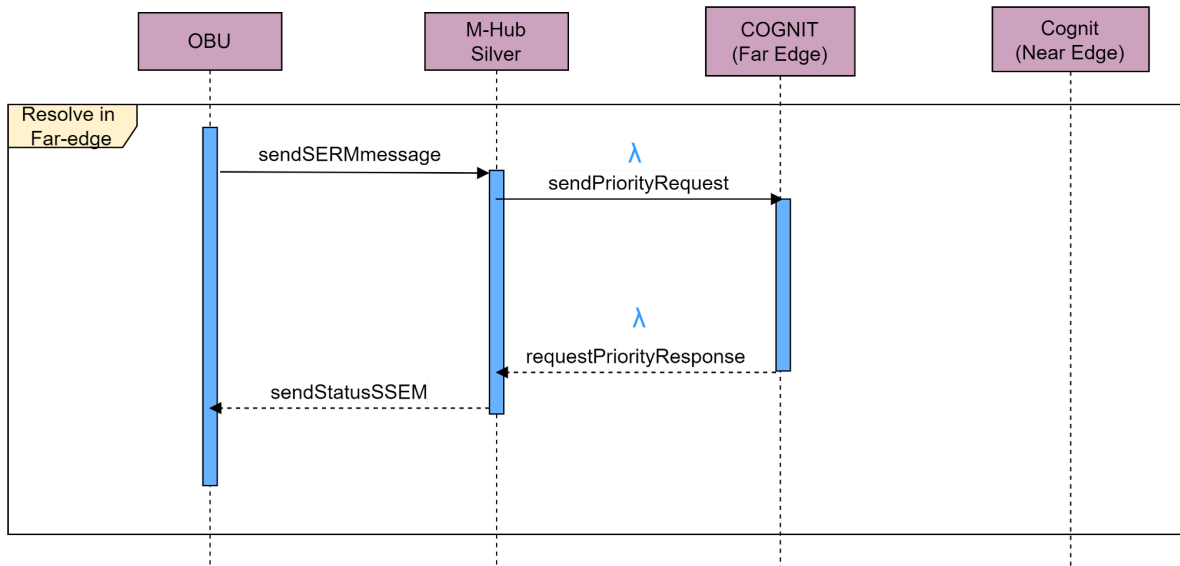 OBU
M-Hub
Silver
COGNIT
(Far Edge)
Cognit
(Near Edge)
Resolve in
Far-edge
sendSERMmessage
λ
sendPriorityRequest
λ
requestPriorityResponse
sendStatusSSEM